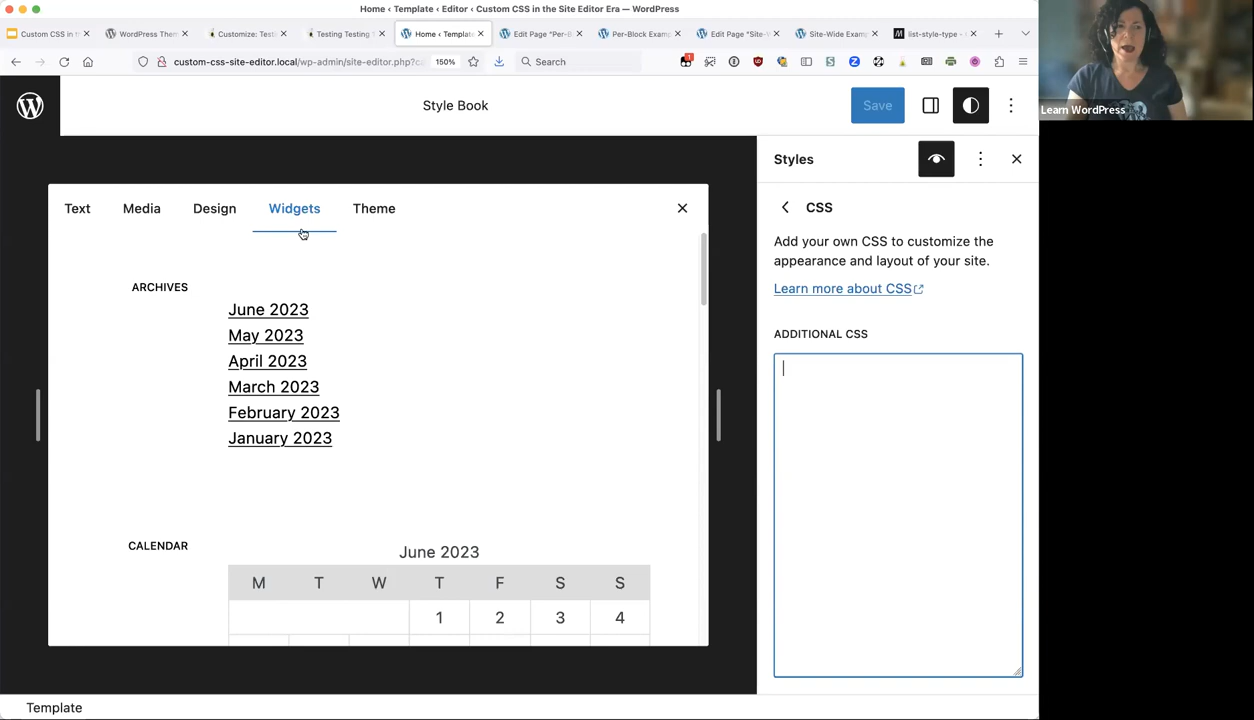 Home ‹ Template ‹ Editor ‹ Custom CSS in the Site Editor Era — WordPress
Custom CSS in t
WordPress Them
Customize: Testi
Testing Testing 1
Home ‹ Templat
Edit Page "Per-B
Per-Block Examp
Edit Page "Site-W
Site-Wide Examp
list-style-type -
custom-css-site-editor.local/wp-admin/site-editor.php?c
150%
Search
1
Learn WordPress
Style Book
Save
Styles
Text
Media
Design
Widgets
Theme
CSS
Add your own CSS to customize the
appearance and layout of your site.
Learn more about CSS
ADDITIONAL CSS
ARCHIVES
June 2023
May 2023
April 2023
March 2023
February 2023
January 2023
CALENDAR
June 2023
M T W T F S S
1 2 3 4
Template